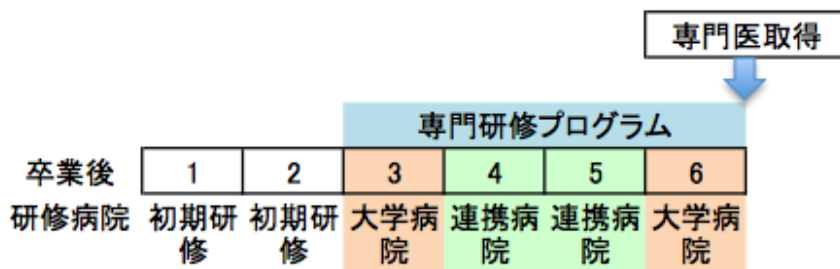 専門医取得
専門研修プログラム
卒業後 1 2 3 4 5 6
研修病院 初期研修 初期研修 大学病院 連携病院 連携病院 大学病院